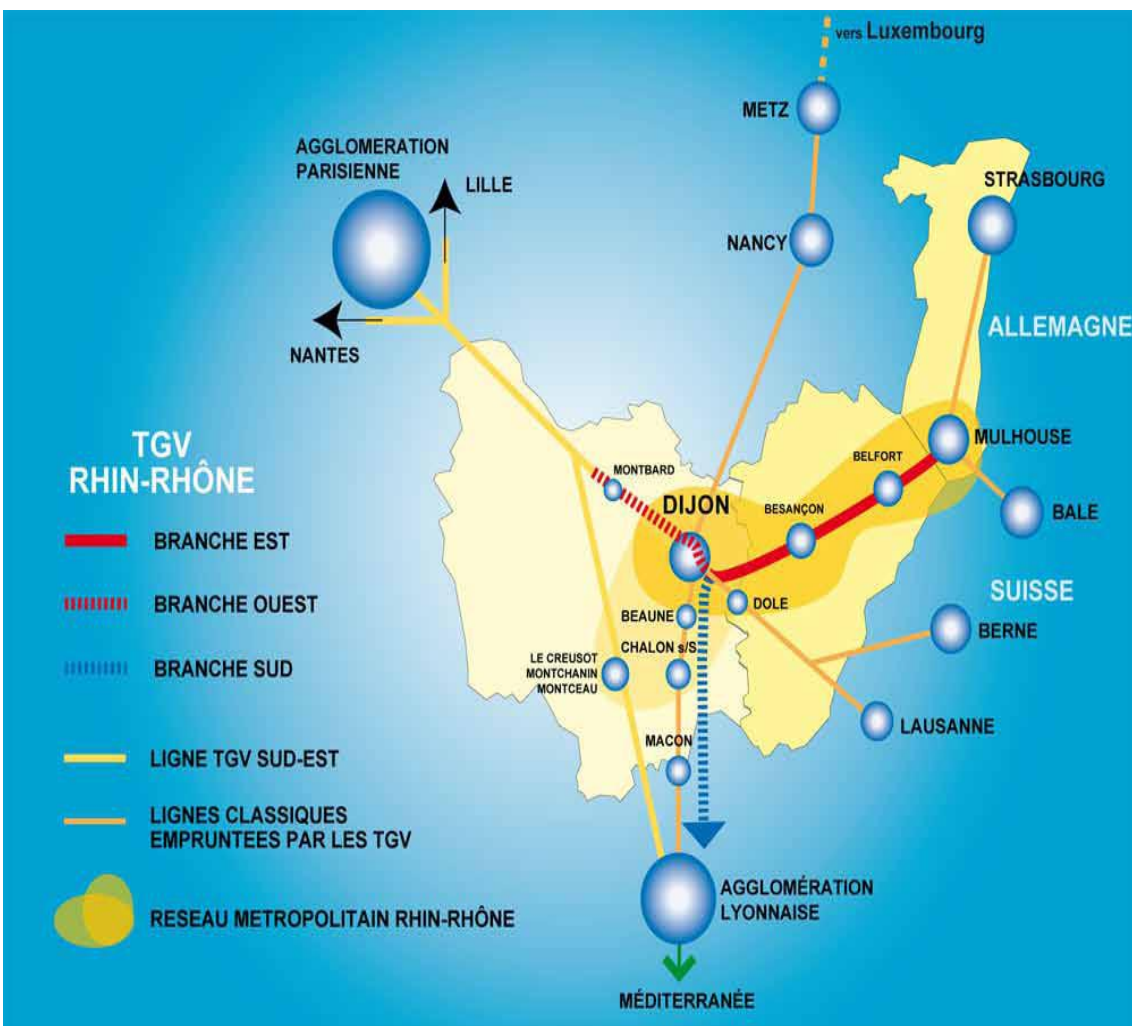 vers Luxembourg
METZ
AGGLOMERATION
PARISIENNE
LILLE
STRASBOURG
NANCY
ALLEMAGNE
NANTES
TGV
RHIN-RHÔNE
MULHOUSE
BELFORT
MONTBARD
DIJON
BESANÇON
BALE
BRANCHE EST
SUISSE
BRANCHE OUEST
DOLE
BEAUNE
BERNE
CHALON s/S
LE CREUSOT
MONTCHANIN
MONTCEAU
BRANCHE SUD
LAUSANNE
MACON
LIGNE TGV SUD-EST
LIGNES CLASSIQUES
EMPRUNTEES PAR LES TGV
AGGLOMÉRATION
LYONNAISE
RESEAU METROPOLITAIN RHIN-RHÔNE
MÉDITERRANÉE